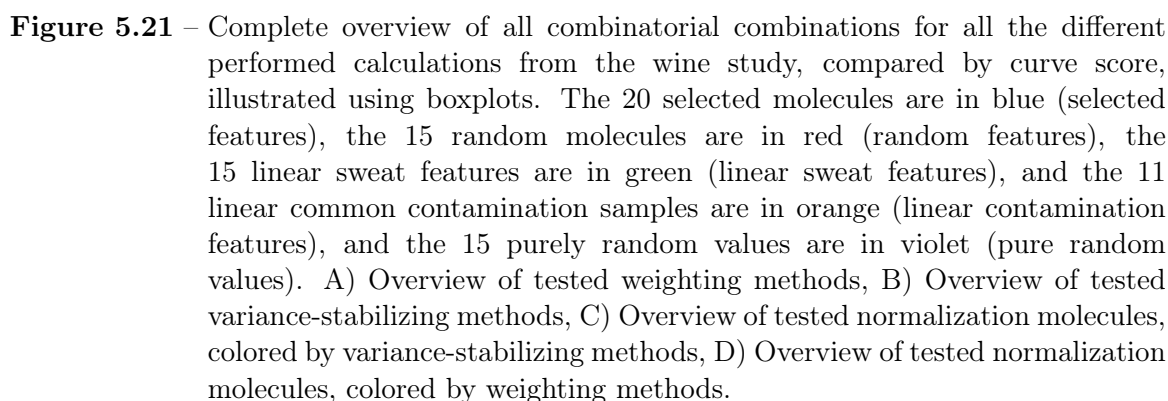 Figure 5.21 – Complete overview of all combinatorial combinations for all the different
performed calculations from the wine study, compared by curve score,
illustrated using boxplots. The 20 selected molecules are in blue (selected
features), the 15 random molecules are in red (random features), the
15 linear sweat features are in green (linear sweat features), and the 11
linear common contamination samples are in orange (linear contamination
features), and the 15 purely random values are in violet (pure random
values). A) Overview of tested weighting methods, B) Overview of tested
variance-stabilizing methods, C) Overview of tested normalization molecules,
colored by variance-stabilizing methods, D) Overview of tested normalization
molecules, colored by weighting methods.